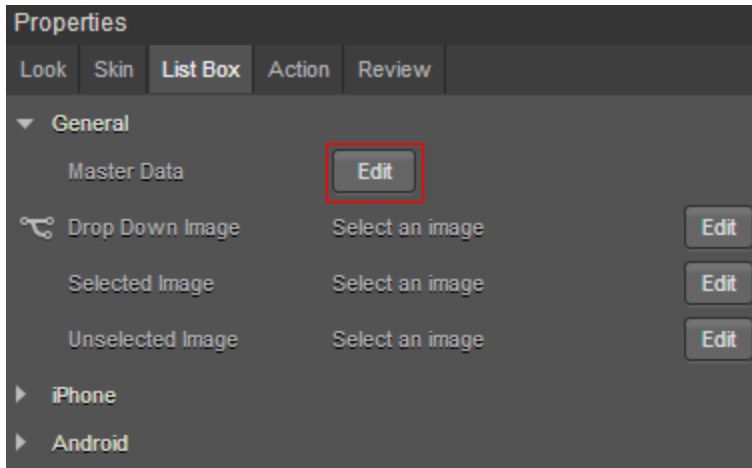 Properties
Look Skin List Box Action Review
General
Master Data Edit
Drop Down Image Select an image Edit
Selected Image Select an image Edit
Unselected Image Select an image Edit
iPhone
Android